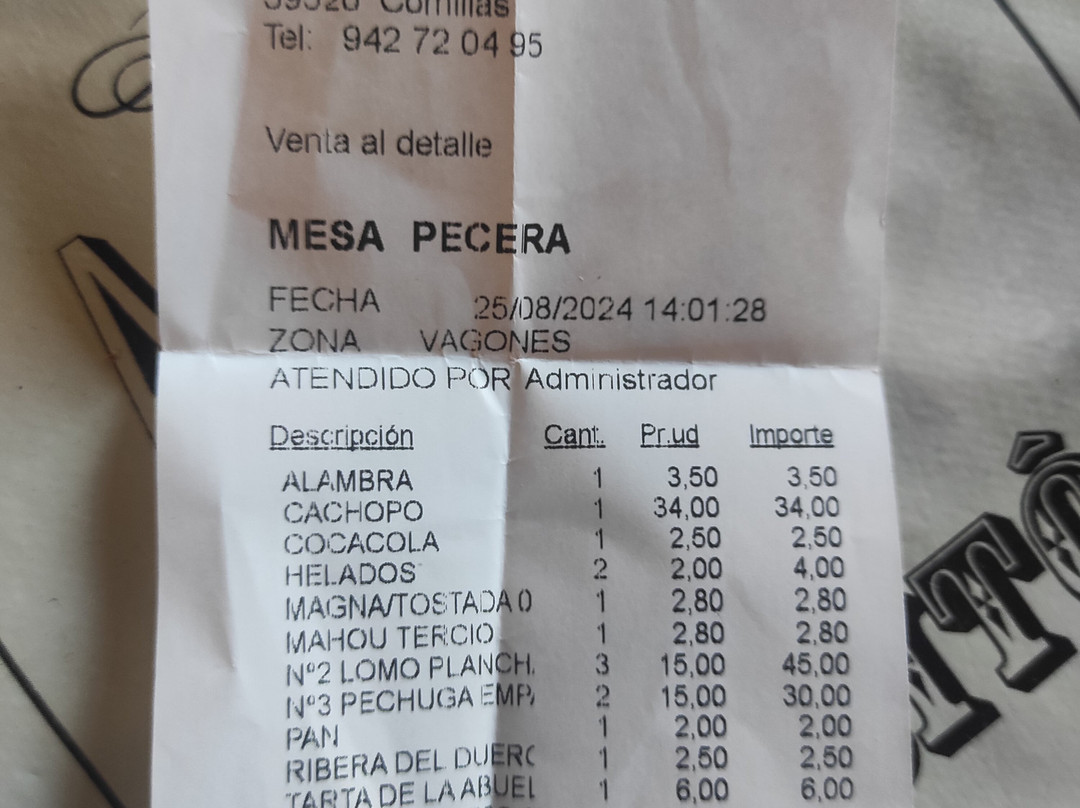 39520 Comillas
Tel: 942 72 04 95
Venta al detalle
MESA PECERA
FECHA 25/08/2024 14:01:28
ZONA VAGONES
ATENDIDO POR Administrador
Descripción Cant. Pr.ud Importe
ALAMBRA 1 3,50 3,50
CACHOPO 1 34,00 34,00
COCACOLA 1 2,50 2,50
HELADOS 2 2,00 4,00
MAGNA/TOSTADA 0 1 2,80 2,80
MAHOU TERCIO 1 2,80 2,80
Nº2 LOMO PLANCH. 3 15,00 45,00
Nº3 PECHUGA EMP 2 15,00 30,00
PAN 1 2,00 2,00
RIBERA DEL DUERO 1 2,50 2,50
TARTA DE LA ABUEL 1 6,00 6,00